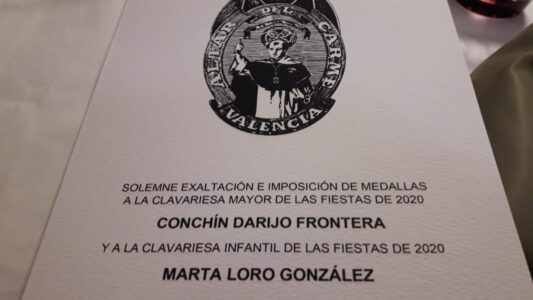 ALTAR DEL CARME
VALENCIA
SOLEMNE EXALTACIÓN E IMPOSICIÓN DE MEDALLAS
A LA CLAVARIESA MAYOR DE LAS FIESTAS DE 2020
CONCHÍN DARIJO FRONTERA
Y A LA CLAVARIESA INFANTIL DE LAS FIESTAS DE 2020
MARTA LORO GONZÁLEZ